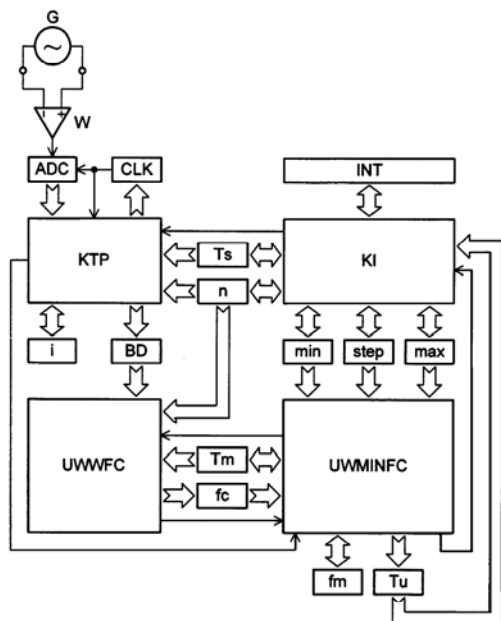 G
~
- +
W
ADC
CLK
INT
KTP
Ts
n
KI
i
BD
min
step
max
UWWFC
Tm
fc
UWMINFC
fm
Tu